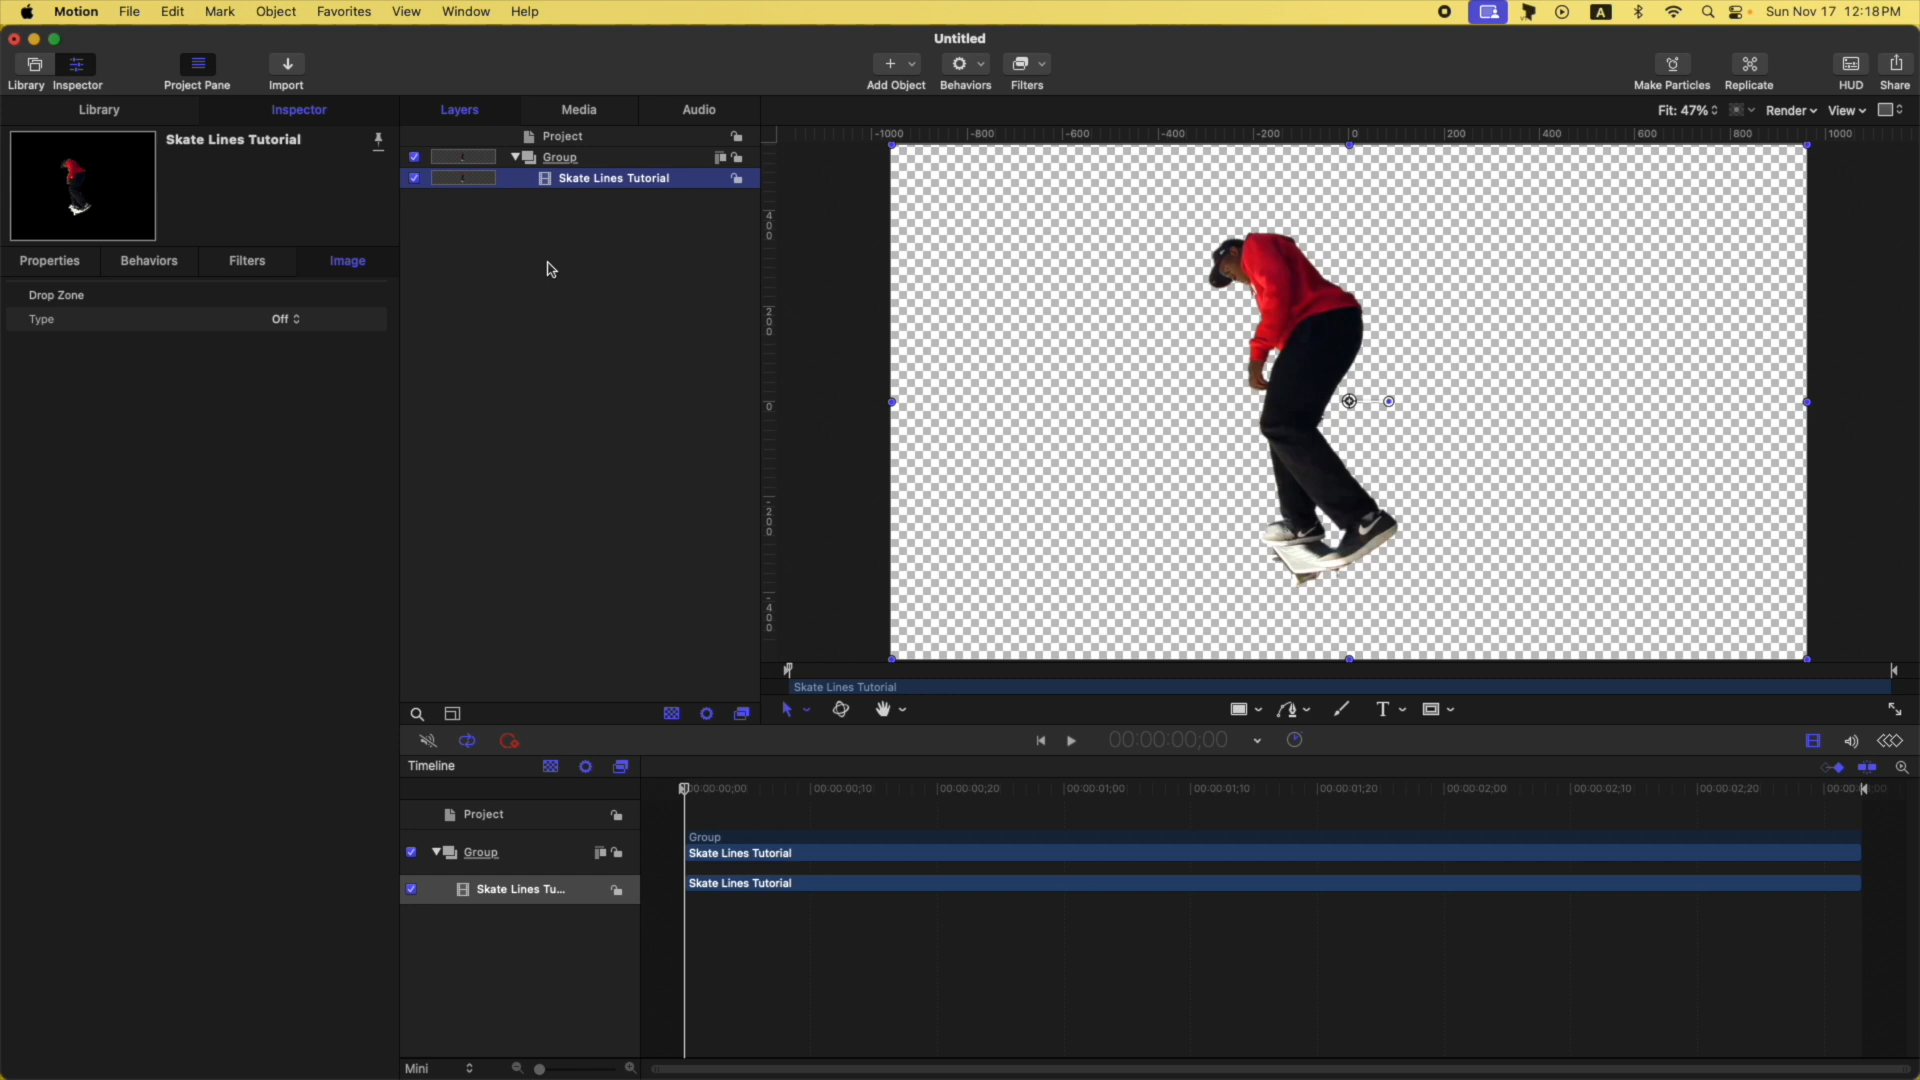 Motion File Edit Mark Object Favorites View Window Help A Sun Nov 17 12:18 PM
Untitled
Library Inspector Project Pane Import Add Object Behaviors Filters Make Particles Replicate HUD Share
Library Inspector Layers Media Audio Fit: 47% Render View
Skate Lines Tutorial
Project
Group
Skate Lines Tutorial
-1000 -800 -600 -400 -200 0 200 400 600 800 1000
400
200
0
-200
-400
Properties Behaviors Filters Image
Drop Zone
Type Off
Skate Lines Tutorial
T
00:00:00;00
Timeline
00:00:00;00 00:00:00;10 00:00:00;20 00:00:01;00 00:00:01;10 00:00:01;20 00:00:02;00 00:00:02;10 00:00:02;20
Project
Group
Group
Skate Lines Tutorial
Skate Lines Tu...
Skate Lines Tutorial
Mini